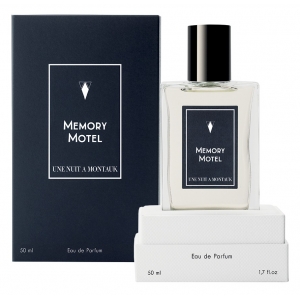 MEMORY
MOTEL
UNE NUIT A MONTAUK
50 ml
Eau de Parfum
MEMORY
MOTEL
UNE NUIT A MONTAUK
Eau de Parfum
50 ml
1,7 fl.oz